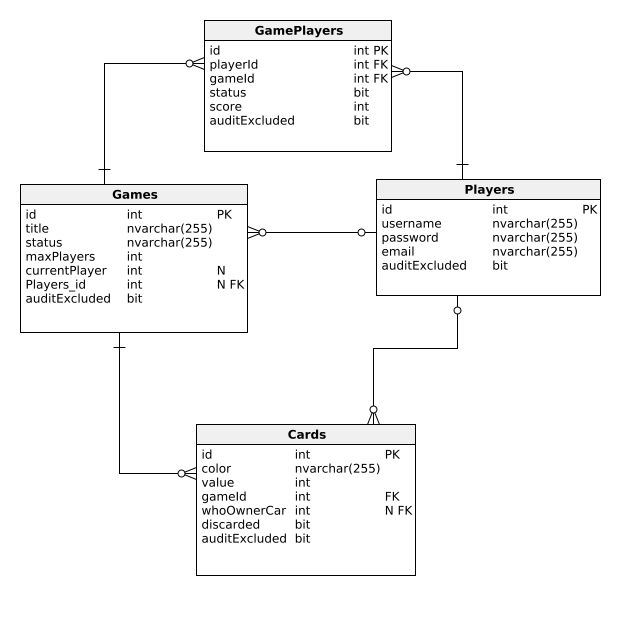 GamePlayers
id int PK
playerId int FK
gameId int FK
status bit
score int
auditExcluded bit
Games
id int PK
title nvarchar(255)
status nvarchar(255)
maxPlayers int
currentPlayer int N
Players_id int N FK
auditExcluded bit
Players
id int PK
username nvarchar(255)
password nvarchar(255)
email nvarchar(255)
auditExcluded bit
Cards
id int PK
color nvarchar(255)
value int
gameId int FK
whoOwnerCar int N FK
discarded bit
auditExcluded bit